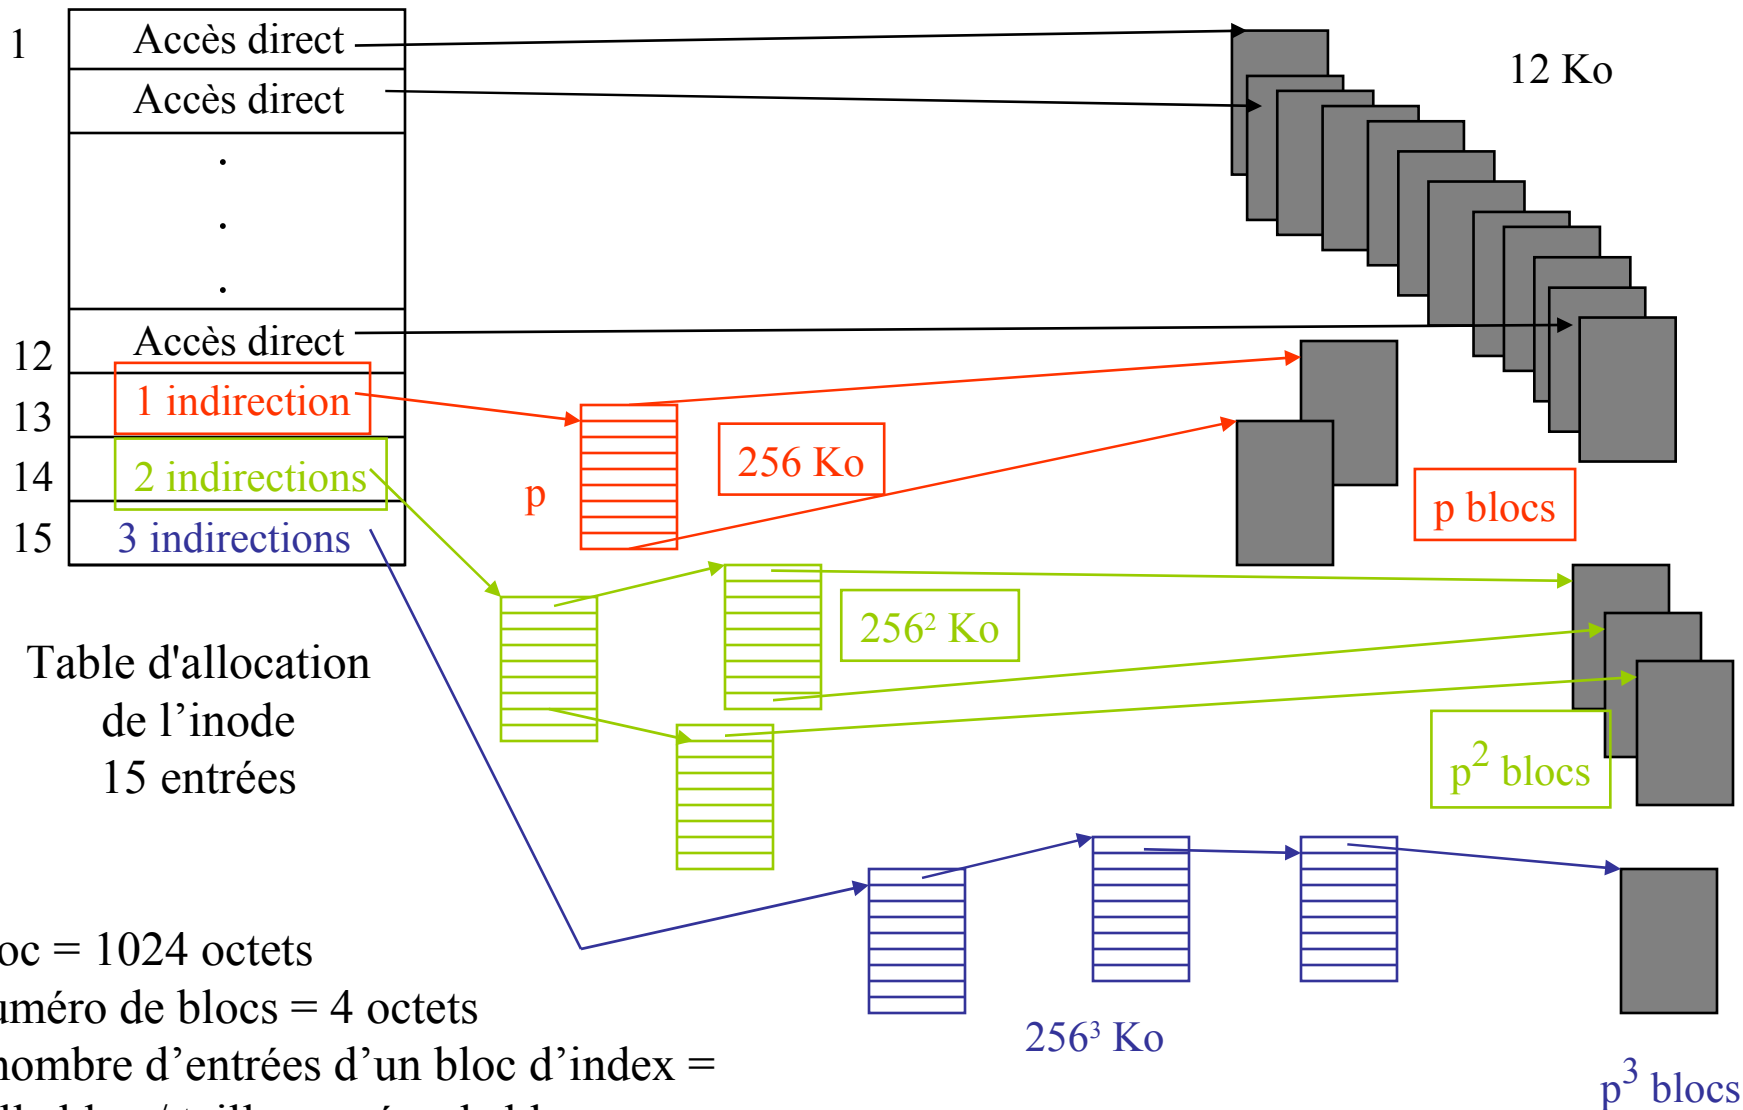 1
Accès direct
12 Ko
Accès direct
.
.
.
12
Accès direct
13
1 indirection
14
2 indirections
15
3 indirections
p
256 Ko
p blocs
256² Ko
p² blocs
Table d'allocation
de l’inode
15 entrées
oc = 1024 octets
uméro de blocs = 4 octets
nombre d’entrées d’un bloc d’index =
256³ Ko
p³ blocs